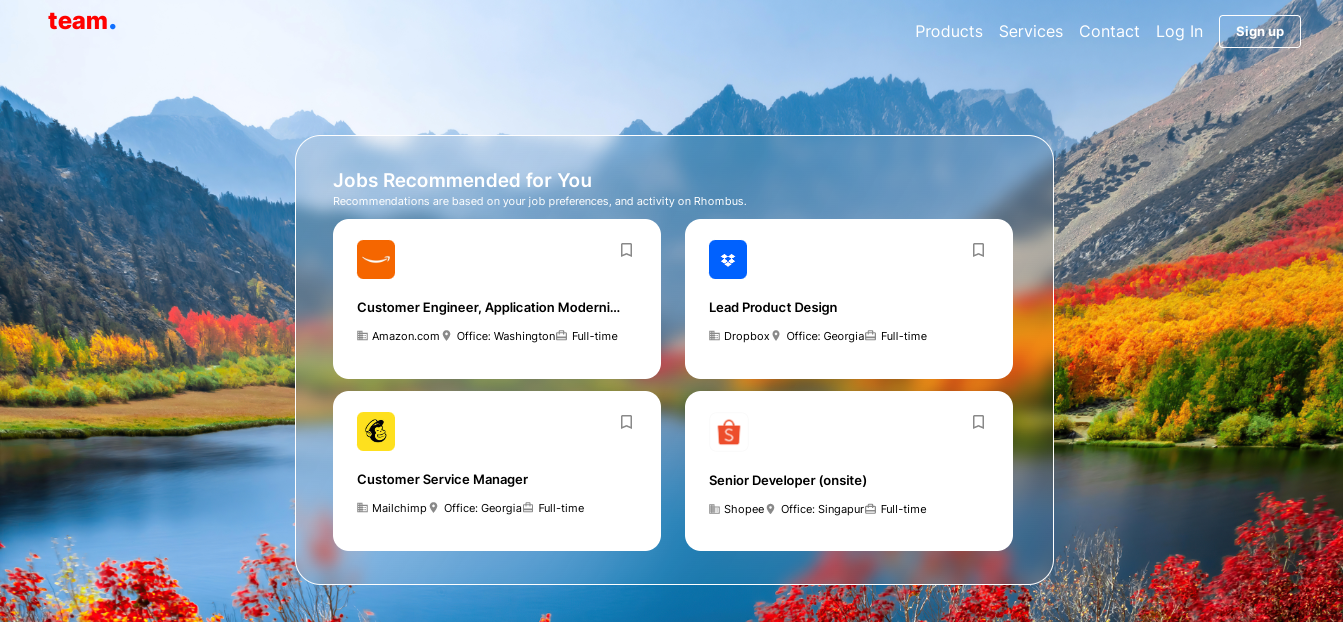 team.
Products Services Contact Log In Sign up
Jobs Recommended for You
Recommendations are based on your job preferences, and activity on Rhombus.
Customer Engineer, Application Moderni...
Amazon.com Office: Washington Full-time
Lead Product Design
Dropbox Office: Georgia Full-time
Customer Service Manager
Mailchimp Office: Georgia Full-time
S
Senior Developer (onsite)
Shopee Office: Singapur Full-time